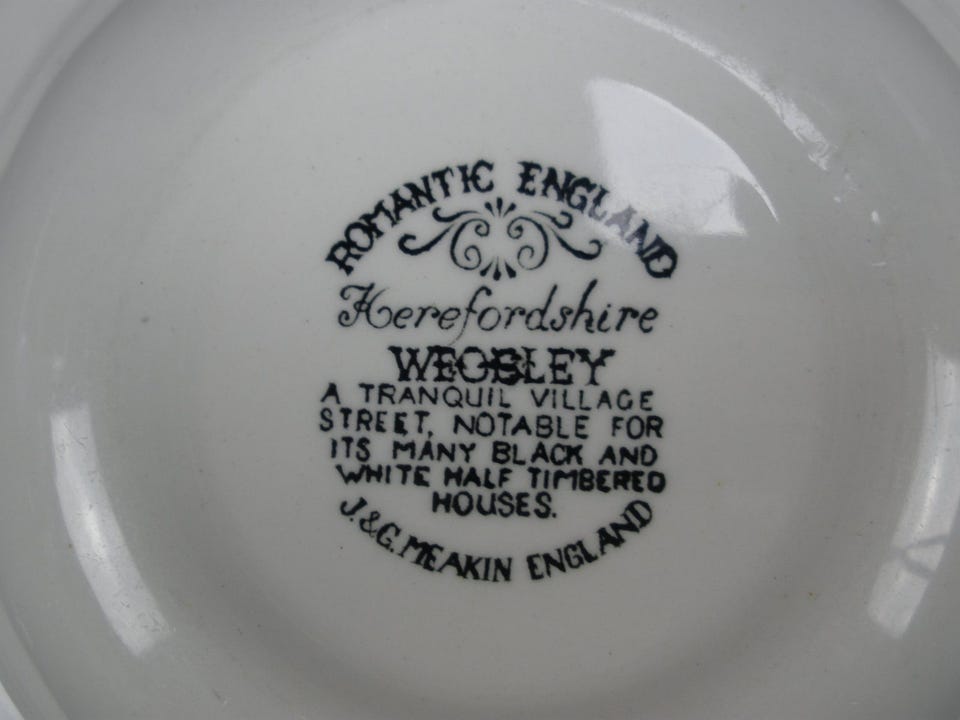 ROMANTIC ENGLAND
Herefordshire
WEOBLEY
A TRANQUIL VILLAGE
STREET, NOTABLE FOR
ITS MANY BLACK AND
WHITE HALF TIMBERED
HOUSES.
J.&G. MEAKIN ENGLAND